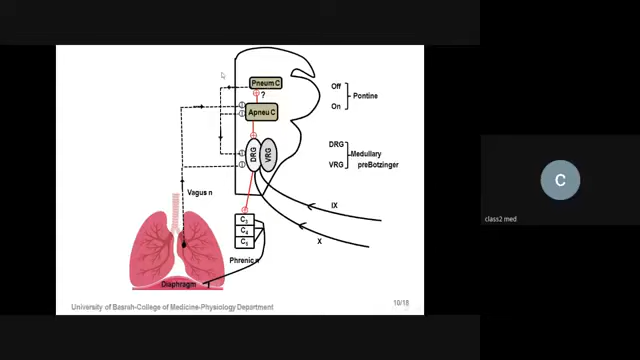 Pneum C
Off
?
Pontine
On
Apneu C
DRG
DRG
VRG
Medullary
VRG
preBotzinger
Vagus n
IX
C3
C4
C5
X
Phrenic n
Diaphragm
University of Basrah-College of Medicine-Physiology Department
10/18
C
class2 med